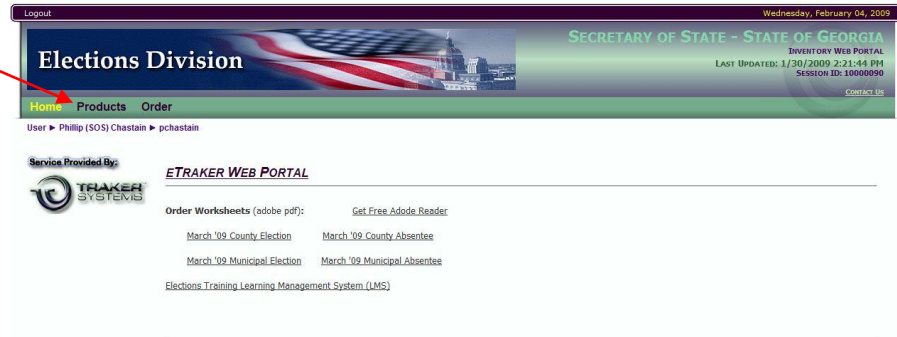 Logout
Wednesday, February 04, 2009
Elections Division
SECRETARY OF STATE - STATE OF GEORGIA
INVENTORY WEB PORTAL
LAST UPDATED: 1/30/2009 2:21:44 PM
SESSION ID: 10000090
CONTACT US
Home Products Order
User ► Phillip (SOS) Chastain ► pchastain
Service Provided By:
TRAKER
SYSTEMS
ETRAKER WEB PORTAL
Order Worksheets (adobe pdf): Get Free Adode Reader
March '09 County Election March '09 County Absentee
March '09 Municipal Election March '09 Municipal Absentee
Elections Training Learning Management System (LMS)